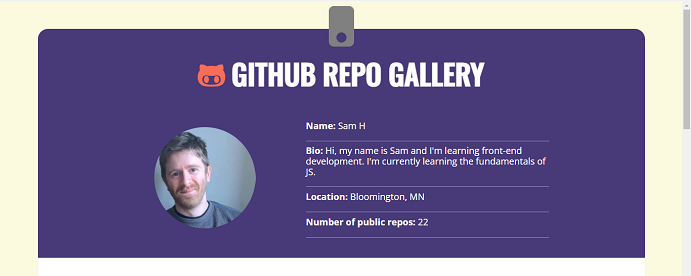 GITHUB REPO GALLERY
Name: Sam H
Bio: Hi, my name is Sam and I'm learning front-end
development. I'm currently learning the fundamentals of
JS.
Location: Bloomington, MN
Number of public repos: 22